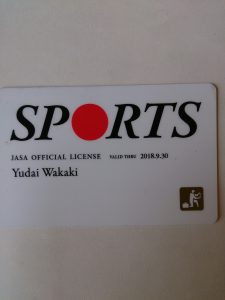 SPORTS
JASA OFFICIAL LICENSE VALID THRU 2018.9.30
Yudai Wakaki